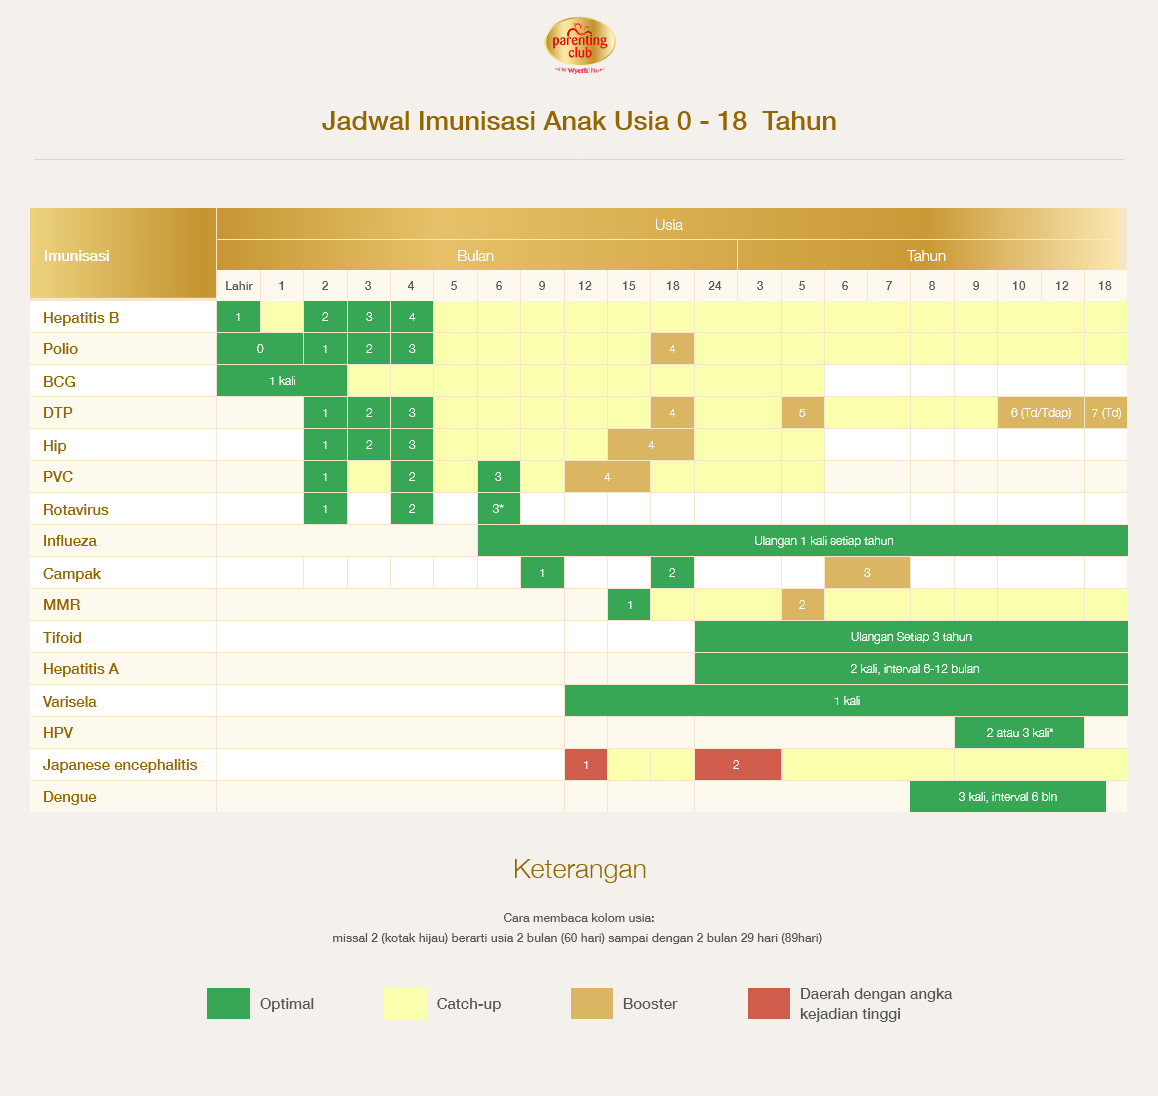 parenting
club
Wyeth
Jadwal Imunisasi Anak Usia 0 - 18 Tahun
Imunisasi
Usia
Bulan Tahun
Lahir 1 2 3 4 5 6 9 12 15 18 24 3 5 6 7 8 9 10 12 18
Hepatitis B 1 2 3 4
Polio 0 1 2 3 4
BCG 1 kali
DTP 1 2 3 4 5 6 (Td/Tdap) 7 (Td)
Hip 1 2 3 4
PVC 1 2 3 4
Rotavirus 1 2 3*
Influeza Ulangan 1 kali setiap tahun
Campak 1 2 3
MMR 1 2
Tifoid Ulangan Setiap 3 tahun
Hepatitis A 2 kali, interval 6-12 bulan
Varisela 1 kali
HPV 2 atau 3 kali*
Japanese encephalitis 1 2
Dengue 3 kali, interval 6 bln
Keterangan
Cara membaca kolom usia:
missal 2 (kotak hijau) berarti usia 2 bulan (60 hari) sampai dengan 2 bulan 29 hari (89hari)
Optimal
Catch-up
Booster
Daerah dengan angka
kejadian tinggi